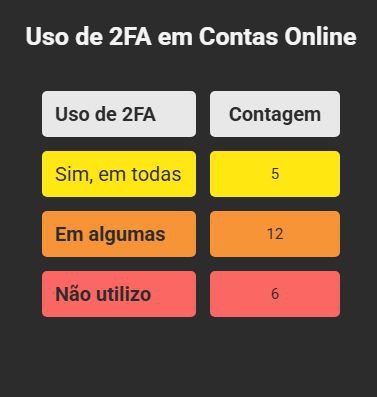 Uso de 2FA em Contas Online
Uso de 2FA Contagem
Sim, em todas 5
Em algumas 12
Não utilizo 6